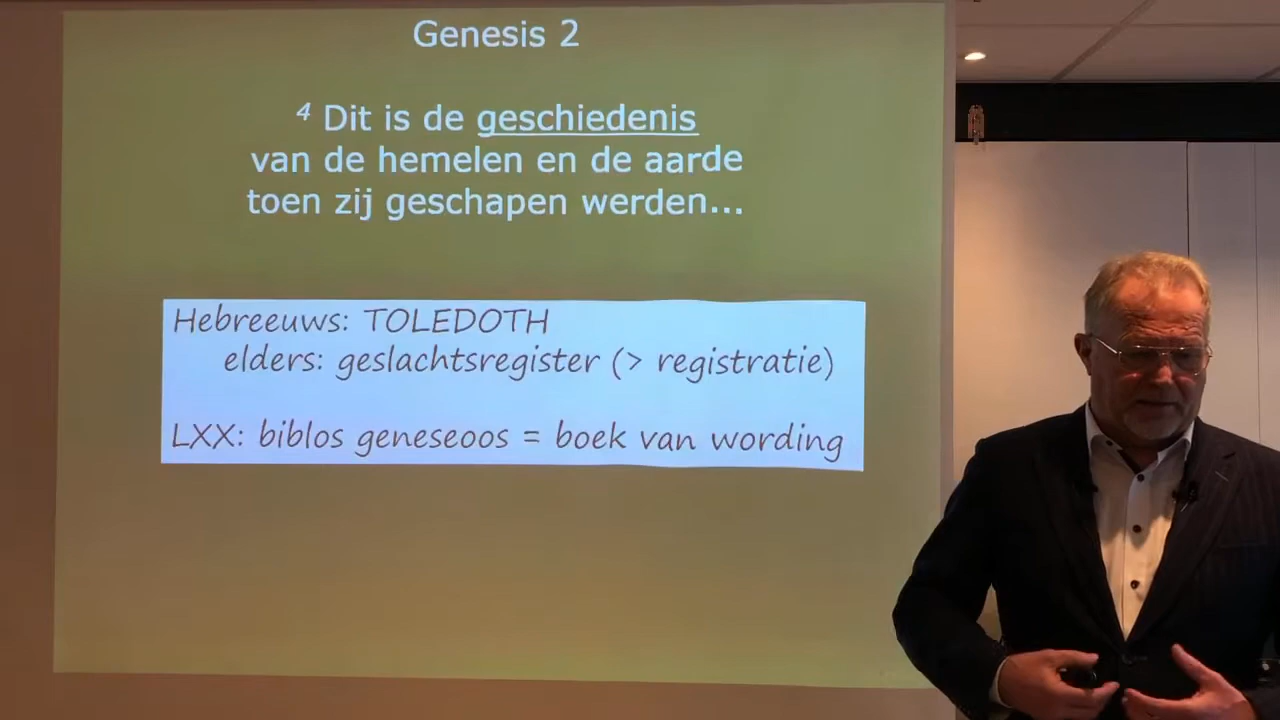 Genesis 2
4 Dit is de geschiedenis
van de hemelen en de aarde
toen zij geschapen werden...
Hebreeuws: TOLEDOTH
elders: geslachtsregister (> registratie)
LXX: biblos geneseoos = boek van wording